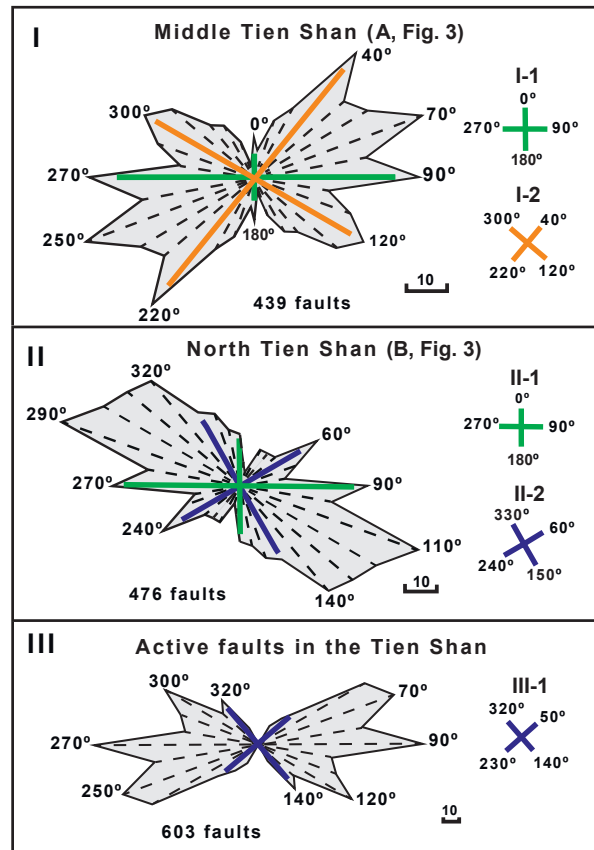 I
Middle Tien Shan (A, Fig. 3)
40º
300º
0º
70º
270º
90º
250º
180º
120º
220º
439 faults
10
I-1
0º
270º 90º
180º
I-2
300º 40º
220º 120º
II
North Tien Shan (B, Fig. 3)
320º
290º
60º
270º
90º
240º
110º
140º
476 faults
10
II-1
0º
270º 90º
180º
II-2
330º
60º
240º
150º
III
Active faults in the Tien Shan
300º
320º
70º
270º
90º
250º
140º
120º
603 faults
10
III-1
320º
50º
230º 140º